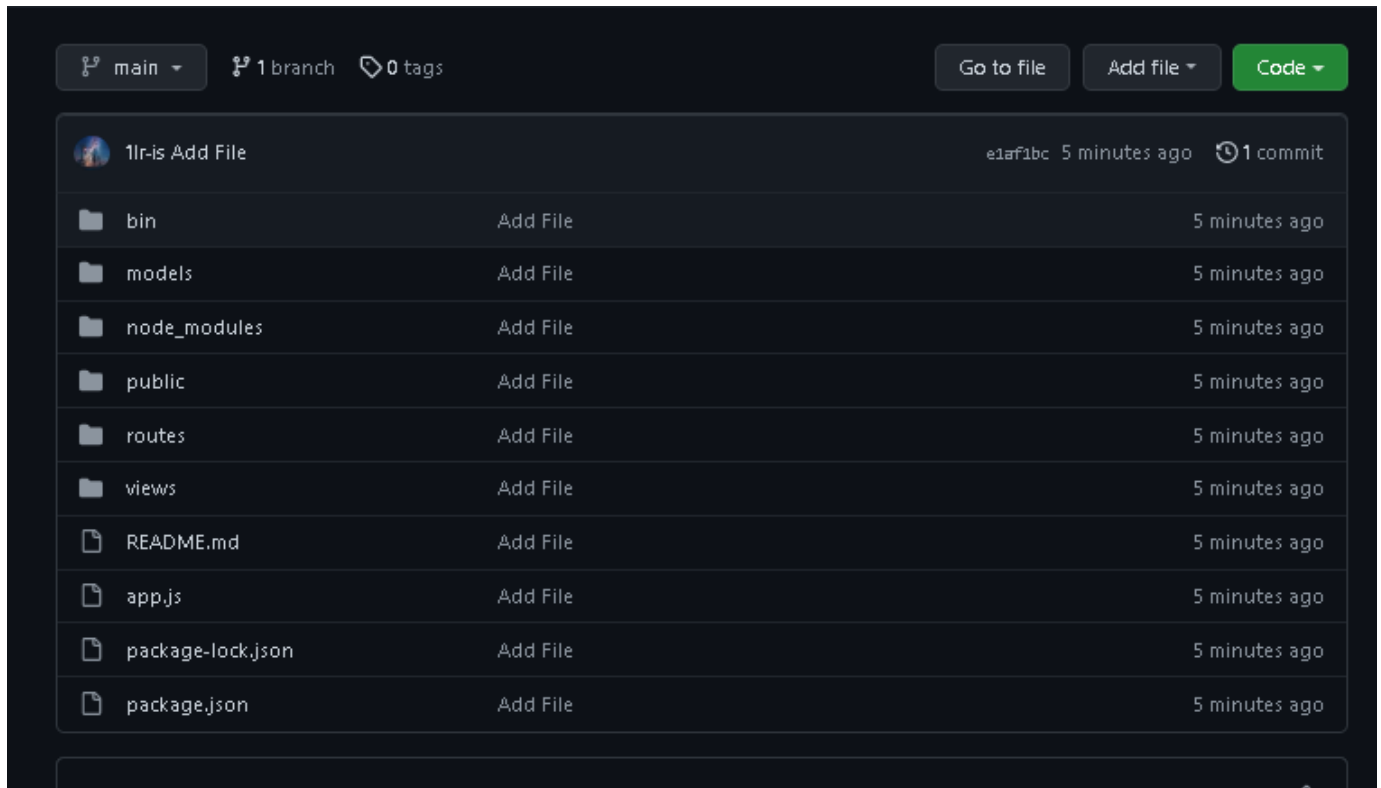 main 1 branch 0 tags Go to file Add file Code
1lr-is Add File e1af1bc 5 minutes ago 1 commit
bin Add File 5 minutes ago
models Add File 5 minutes ago
node_modules Add File 5 minutes ago
public Add File 5 minutes ago
routes Add File 5 minutes ago
views Add File 5 minutes ago
README.md Add File 5 minutes ago
app.js Add File 5 minutes ago
package-lock.json Add File 5 minutes ago
package.json Add File 5 minutes ago